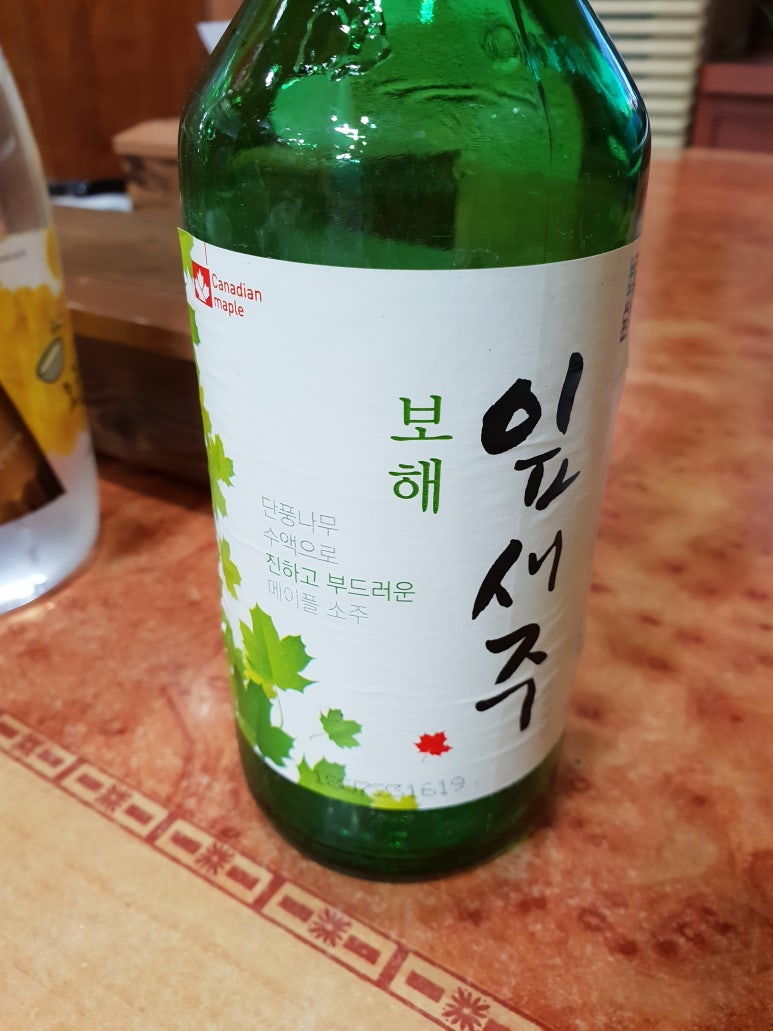 Canadian
maple
보해
잎새주
단풍나무
수액으로
진하고 부드러운
메이플 소주